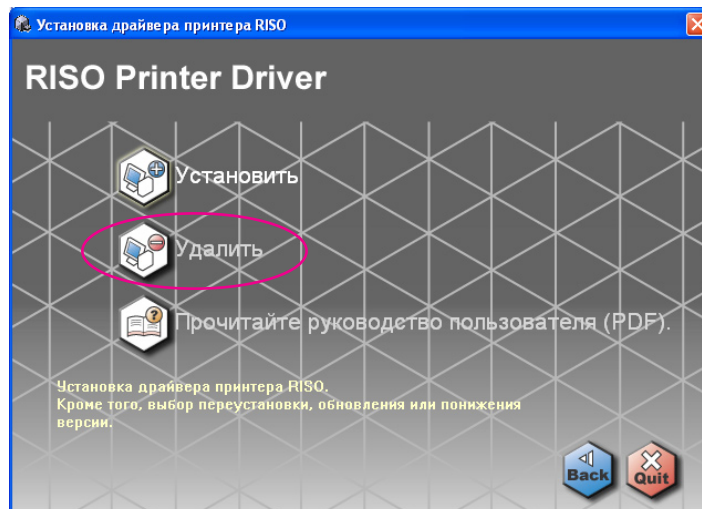 Установка драйвера принтера RISO
RISO Printer Driver
Установить
Удалить
Прочитайте руководство пользователя (PDF).
Установка драйвера принтера RISO.
Кроме того, выбор переустановки, обновления или понижения
версии.
Back
Quit